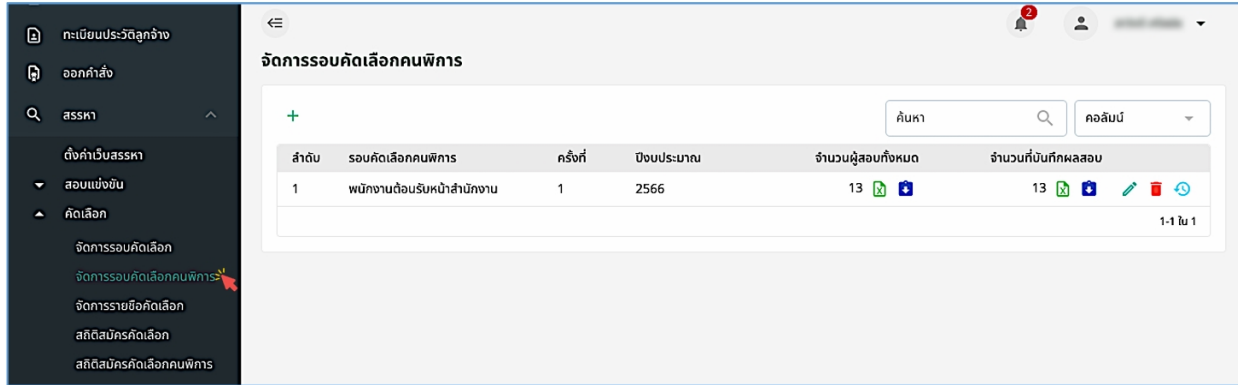 2
ทะเบียนประวัติลูกจ้าง
ออกคำสั่ง
สรรหา
ตั้งค่าเว็บสรรหา
สอบแข่งขัน
คัดเลือก
จัดการรอบคัดเลือก
จัดการรอบคัดเลือกคนพิการ
จัดการรายชื่อคัดเลือก
สถิติสมัครคัดเลือก
สถิติสมัครคัดเลือกคนพิการ
จัดการรอบคัดเลือกคนพิการ
ค้นหา คอลัมน์
ลำดับ รอบคัดเลือกคนพิการ ครั้งที่ ปีงบประมาณ จำนวนผู้สอบทั้งหมด จำนวนที่บันทึกผลสอบ
1 พนักงานต้อนรับหน้าสำนักงาน 1 2566 13 13
1-1 ใน 1